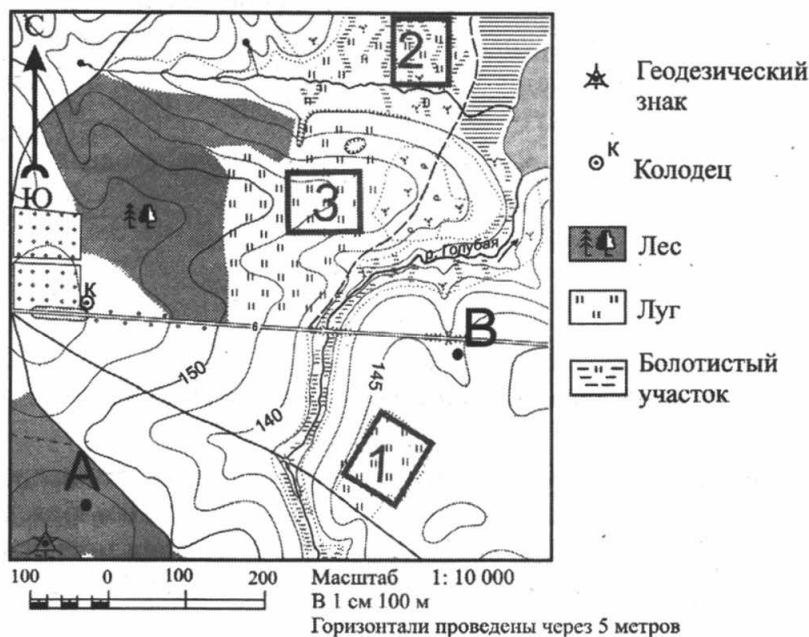 С
Ю
2
3
1
К
р. Голубая
6
В
А
150
140
145
Геодезический
знак
К
Колодец
Лес
Луг
Болотистый
участок
100 0 100 200
Масштаб 1: 10 000
В 1 см 100 м
Горизонтали проведены через 5 метров